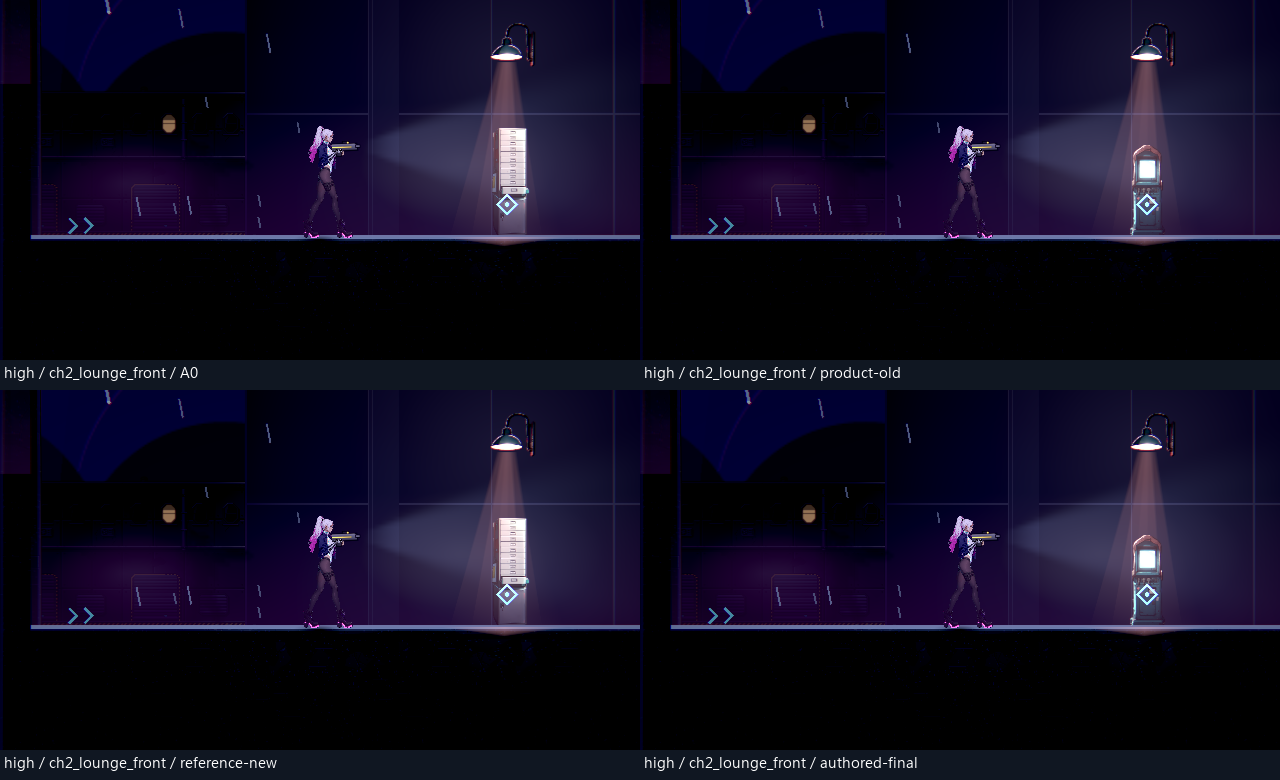 high / ch2_lounge_front / A0
high / ch2_lounge_front / product-old
high / ch2_lounge_front / reference-new
high / ch2_lounge_front / authored-final